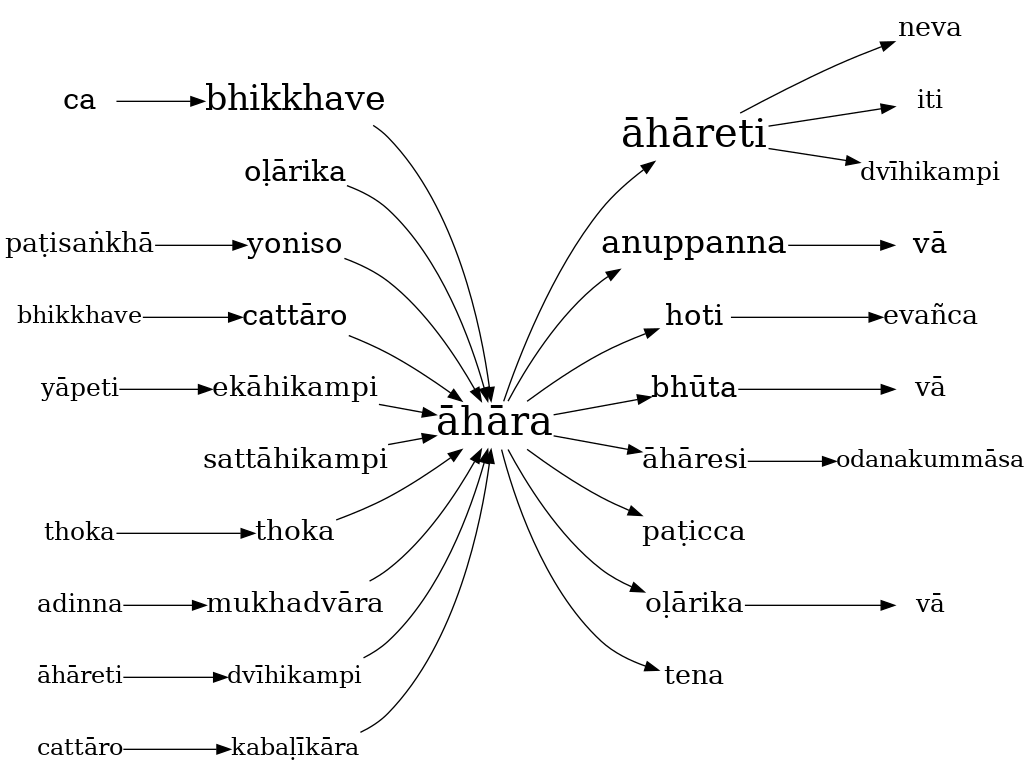 neva
ca bhikkhave iti
āhāreti
oḷārika dvīhikampi
paṭisaṅkhā yoniso anuppanna vā
bhikkhave cattāro hoti evañca
yāpeti ekāhikampi bhūta vā
āhāra
sattāhikampi āhāresi odanakummāsa
thoka thoka paṭicca
adinna mukhadvāra oḷārika vā
āhāreti dvīhikampi tena
cattāro kabaḷīkāra